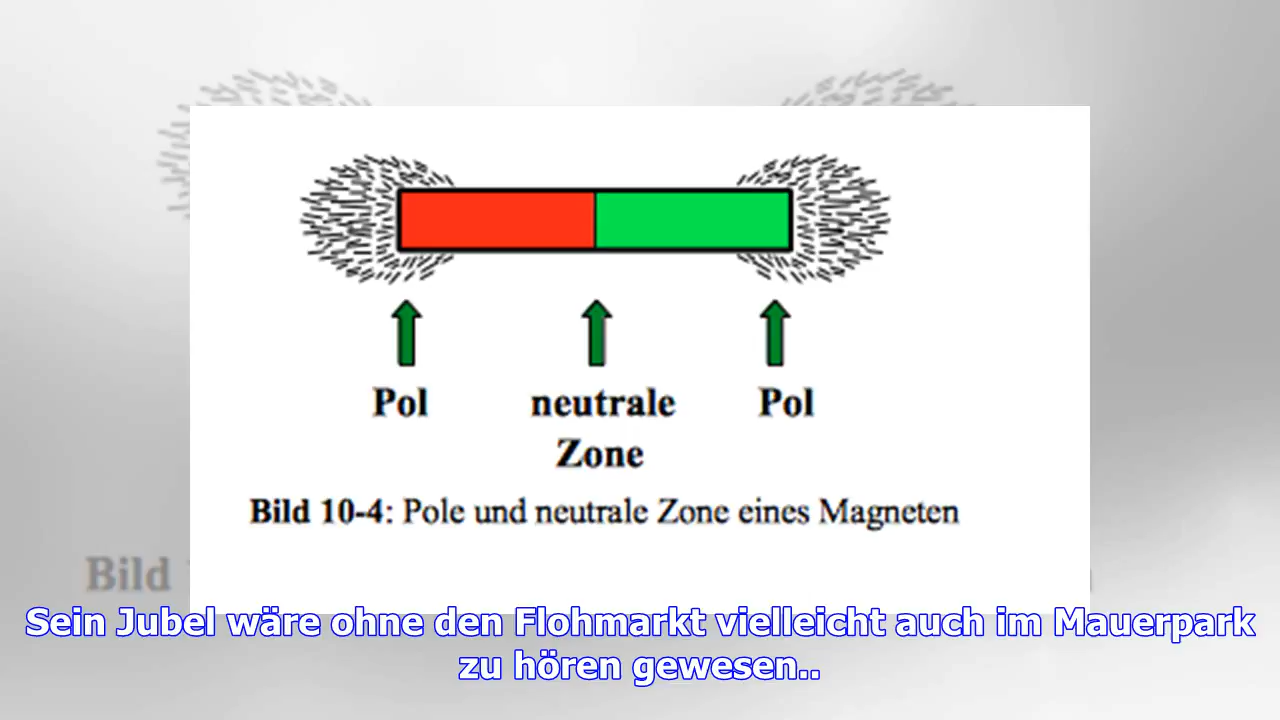 Pol neutrale Pol
Zone
Bild 10-4: Pole und neutrale Zone eines Magneten
Bild
Sein Jubel wäre ohne den Flohmarkt vielleicht auch im Mauerpark
zu hören gewesen..